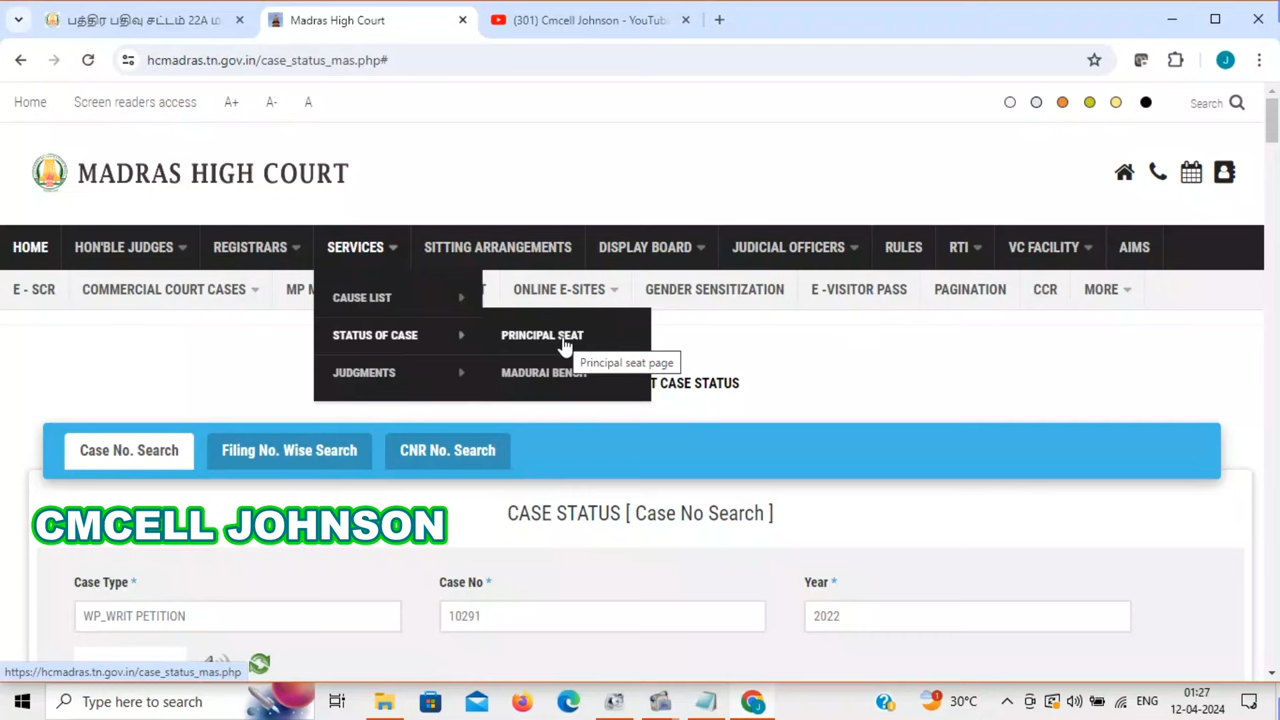 பத்திர பதிவு சட்டம் 22A ம
Madras High Court
(301) Cmcell Johnson - YouTub
hcmadras.tn.gov.in/case_status_mas.php#
J
Home Screen readers access A+ A- A
Search
MADRAS HIGH COURT
HOME HON'BLE JUDGES REGISTRARS SERVICES SITTING ARRANGEMENTS DISPLAY BOARD JUDICIAL OFFICERS RULES RTI VC FACILITY AIMS
E - SCR COMMERCIAL COURT CASES MP M T ONLINE E-SITES GENDER SENSITIZATION E -VISITOR PASS PAGINATION CCR MORE
CAUSE LIST
STATUS OF CASE PRINCIPAL SEAT
Principal seat page
JUDGMENTS MADURAI BENCH
T CASE STATUS
Case No. Search Filing No. Wise Search CNR No. Search
CASE STATUS [ Case No Search ]
CMCELL JOHNSON
Case Type * Case No * Year *
WP_WRIT PETITION 10291 2022
https://hcmadras.tn.gov.in/case_status_mas.php
Type here to search
1 30°C ENG 01:27
12-04-2024